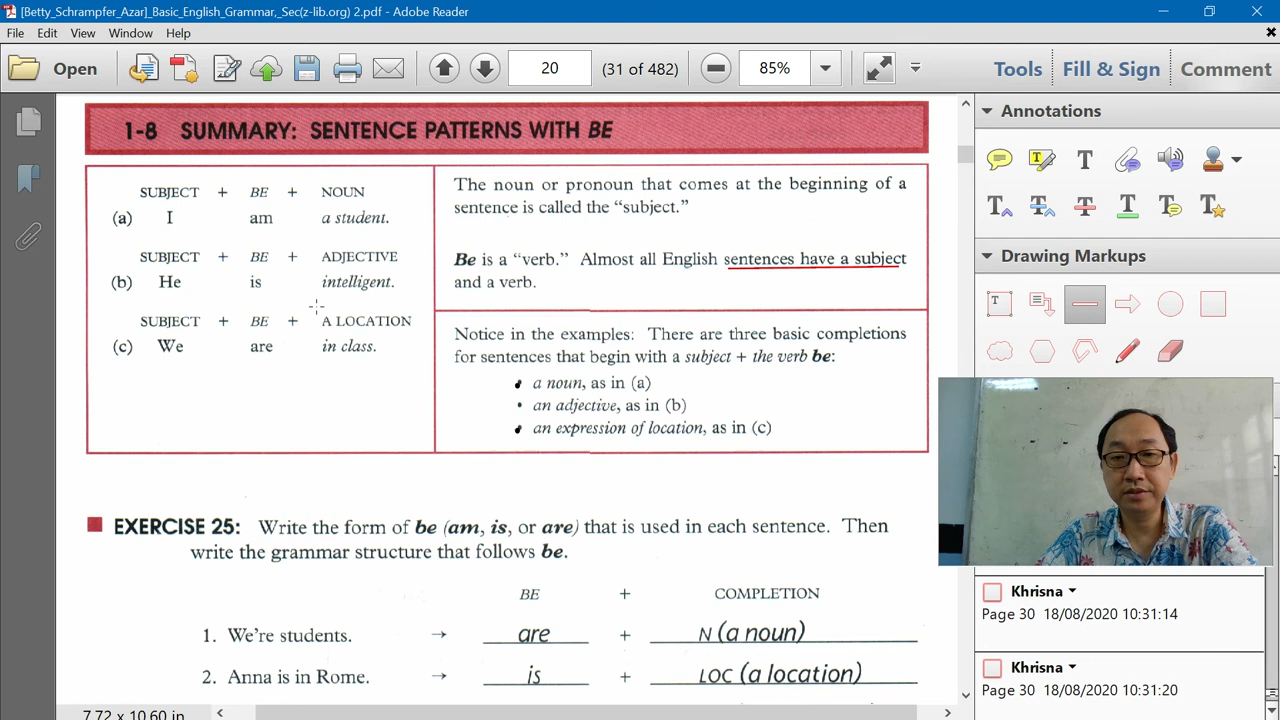 [Betty_Schrampfer_Azar]_Basic_English_Grammar,_Sec(z-lib.org) 2.pdf - Adobe Reader
File Edit View Window Help
Open 20 (31 of 482) 85% Tools Fill & Sign Comment
1-8 SUMMARY: SENTENCE PATTERNS WITH BE
SUBJECT + BE + NOUN
(a) I am a student.
SUBJECT + BE + ADJECTIVE
(b) He is intelligent.
SUBJECT + BE + A LOCATION
(c) We are in class.
The noun or pronoun that comes at the beginning of a
sentence is called the “subject.”
Be is a “verb.” Almost all English sentences have a subject
and a verb.
Notice in the examples: There are three basic completions
for sentences that begin with a subject + the verb be:
• a noun, as in (a)
• an adjective, as in (b)
• an expression of location, as in (c)
EXERCISE 25: Write the form of be (am, is, or are) that is used in each sentence. Then
write the grammar structure that follows be.
BE + COMPLETION
1. We're students. → are + N (a noun)
2. Anna is in Rome. → is + LOC (a location)
7.72 x 10.60 in
Annotations
T
T T T T T
Drawing Markups
T
Khrisna
Page 30 18/08/2020 10:31:14
Khrisna
Page 30 18/08/2020 10:31:20